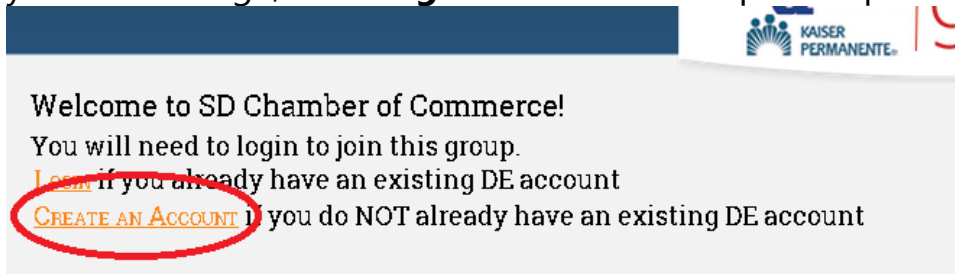 KAISER
PERMANENTE®
Welcome to SD Chamber of Commerce!
You will need to login to join this group.
Login if you already have an existing DE account
CREATE AN ACCOUNT if you do NOT already have an existing DE account